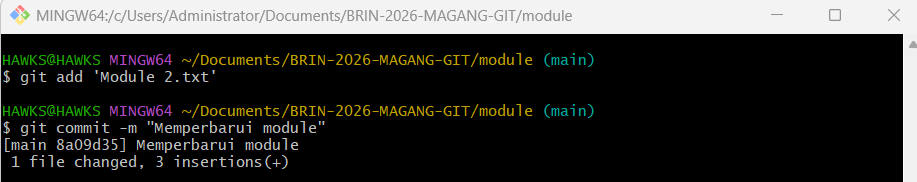 MINGW64:/c/Users/Administrator/Documents/BRIN-2026-MAGANG-GIT/module
HAWKS@HAWKS MINGW64 ~/Documents/BRIN-2026-MAGANG-GIT/module (main)
$ git add 'Module 2.txt'
HAWKS@HAWKS MINGW64 ~/Documents/BRIN-2026-MAGANG-GIT/module (main)
$ git commit -m "Memperbarui module"
[main 8a09d35] Memperbarui module
 1 file changed, 3 insertions(+)